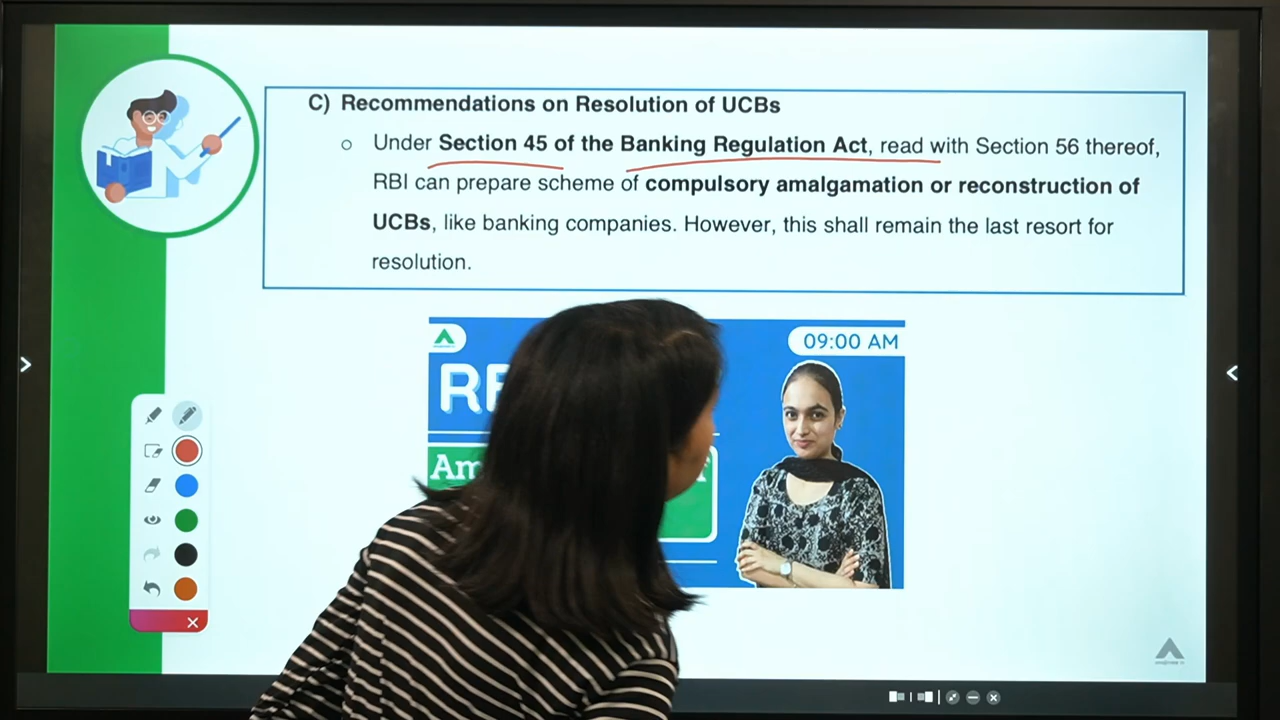 C) Recommendations on Resolution of UCBs
Under Section 45 of the Banking Regulation Act, read with Section 56 thereof,
RBI can prepare scheme of compulsory amalgamation or reconstruction of
UCBs, like banking companies. However, this shall remain the last resort for
resolution.
09:00 AM